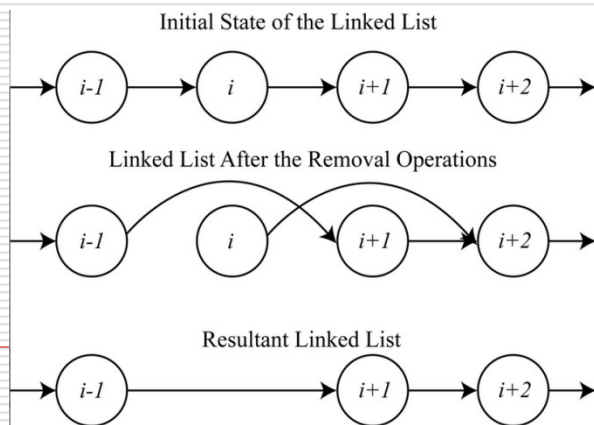 Initial State of the Linked List
i-1 i i+1 i+2
Linked List After the Removal Operations
i-1 i i+1 i+2
Resultant Linked List
i-1 i+1 i+2